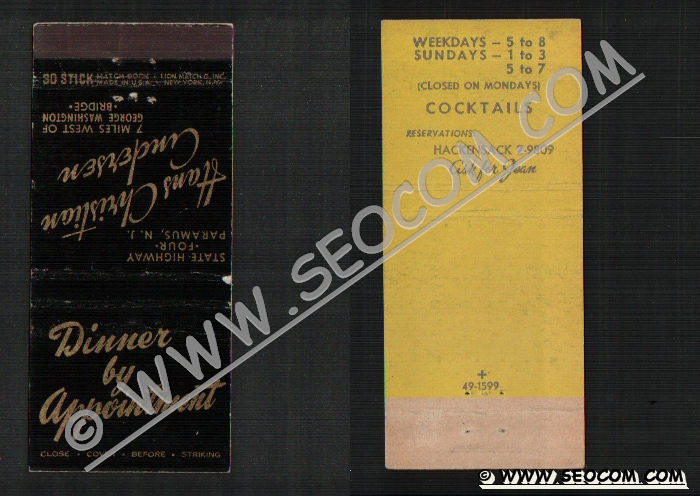 30 STICK MATCH BOOK • LION MATCH CO., INC.
MADE IN U.S.A. • NEW YORK, N.Y.
STATE HIGHWAY
•FOUR•
PARAMUS, N. J.
Hans Christian
Andersen
7 MILES WEST OF
GEORGE WASHINGTON
•BRIDGE•
Dinner
by
Appointment
CLOSE • COVER • BEFORE • STRIKING
WEEKDAYS – 5 to 8
SUNDAYS – 1 to 3
5 to 7
(CLOSED ON MONDAYS)
COCKTAILS
RESERVATIONS:
HACKENSACK 2-9809
Ask for Jean
+
49-1599
© WWW.SEOCOM.COM
© WWW.SEOCOM.COM